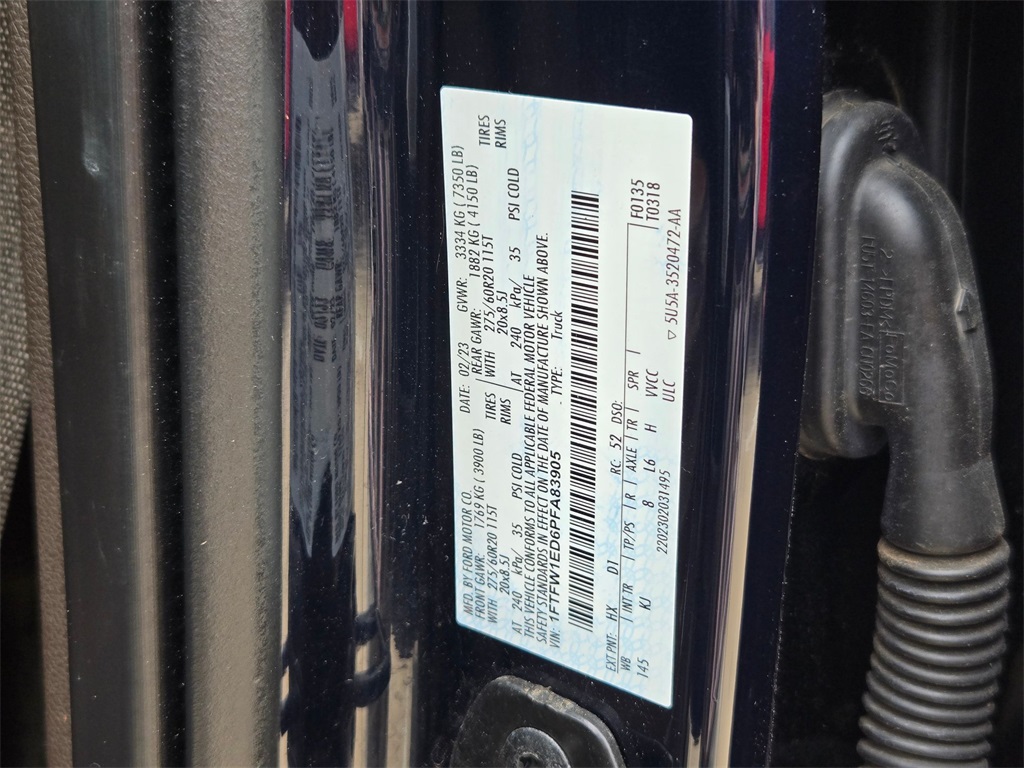 MFD. BY FORD MOTOR CO. DATE: 02/23 GVWR: 3334 KG ( 7350 LB)
FRONT GAWR: 1769 KG ( 3900 LB) REAR GAWR: 1882 KG ( 4150 LB)
WITH 275/60R20 115T TIRES WITH 275/60R20 115T TIRES
20x8.5J RIMS 20x8.5J RIMS
AT 240 kPa/ 35 PSI COLD AT 240 kPa/ 35 PSI COLD
THIS VEHICLE CONFORMS TO ALL APPLICABLE FEDERAL MOTOR VEHICLE
SAFETY STANDARDS IN EFFECT ON THE DATE OF MANUFACTURE SHOWN ABOVE.
VIN: 1FTFW1ED6PFA83905 TYPE: Truck
F0135
T0318
EXT PNT: HX D1 RC: 52 DSO:
WB INT TR TP/PS R AXLE TR SPR
145 KJ 8 L6 H VVCC
ULC
2202302031495 ▽ 5U5A-3520472-AA